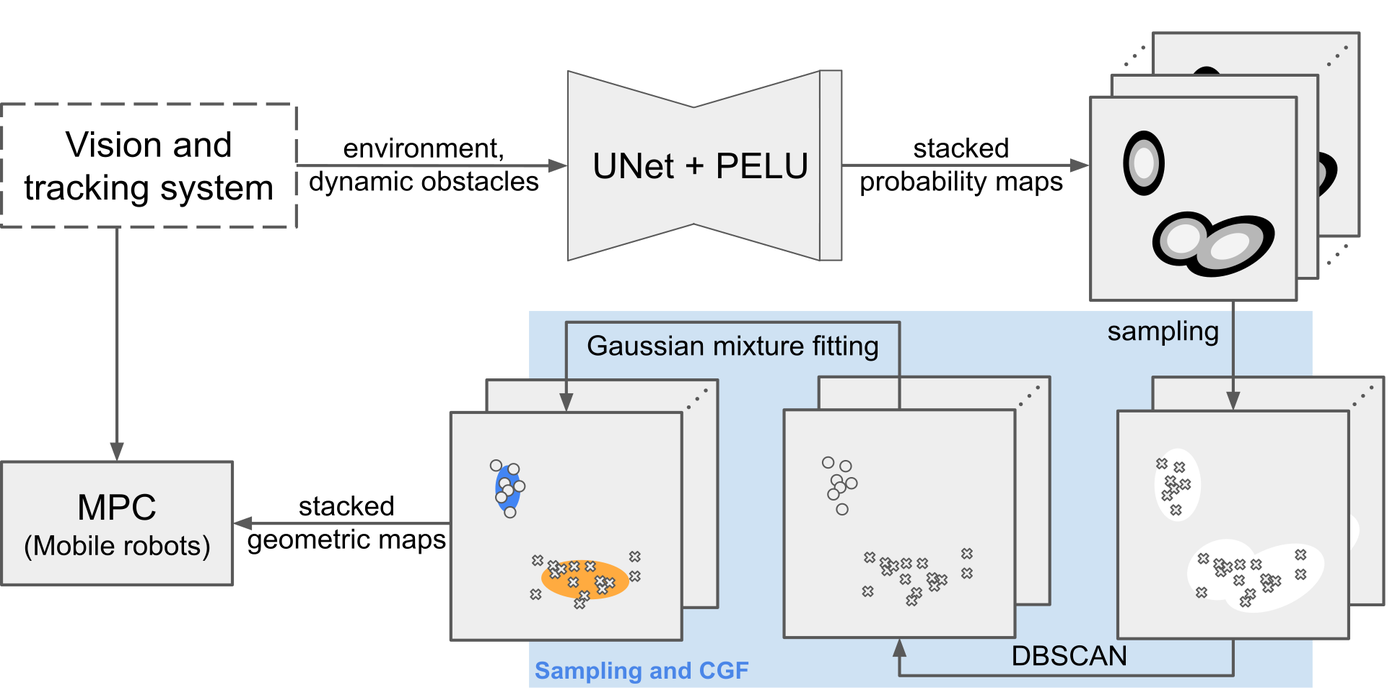 Vision and
tracking system
environment,
dynamic obstacles
UNet + PELU
stacked
probability maps
sampling
Gaussian mixture fitting
MPC
(Mobile robots)
stacked
geometric maps
Sampling and CGF
DBSCAN